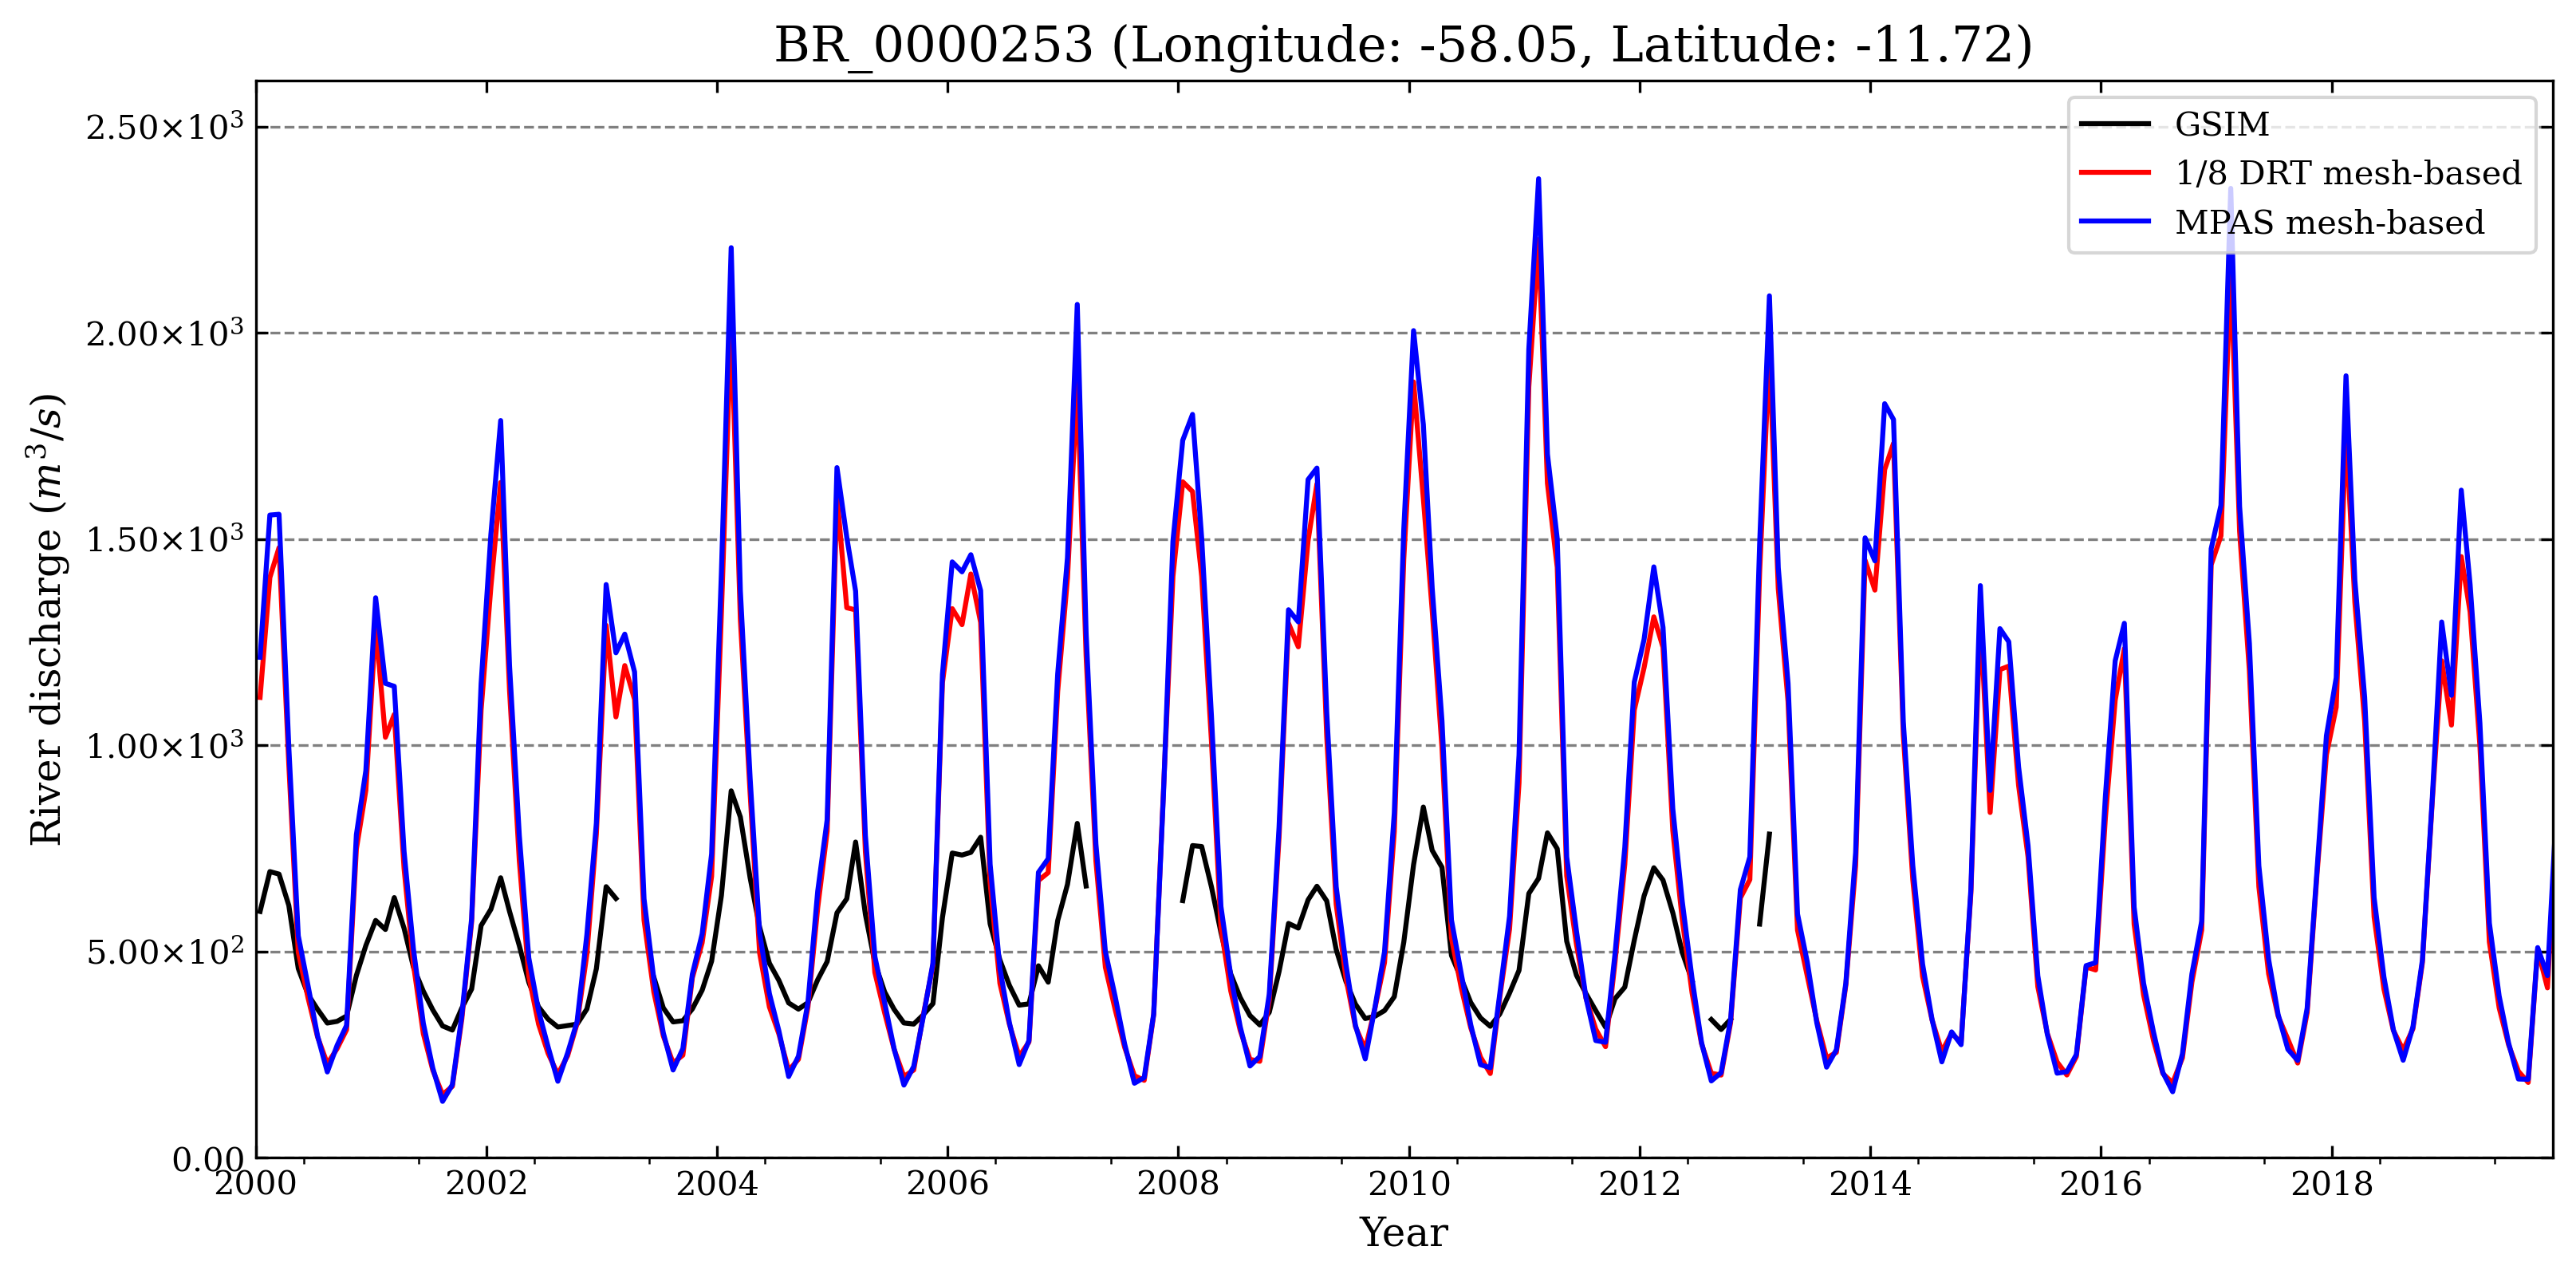 BR_0000253 (Longitude: -58.05, Latitude: -11.72)
2.50×10³
2.00×10³
1.50×10³
1.00×10³
5.00×10²
0.00
River discharge (m³/s)
GSIM
1/8 DRT mesh-based
MPAS mesh-based
2000 2002 2004 2006 2008 2010 2012 2014 2016 2018
Year